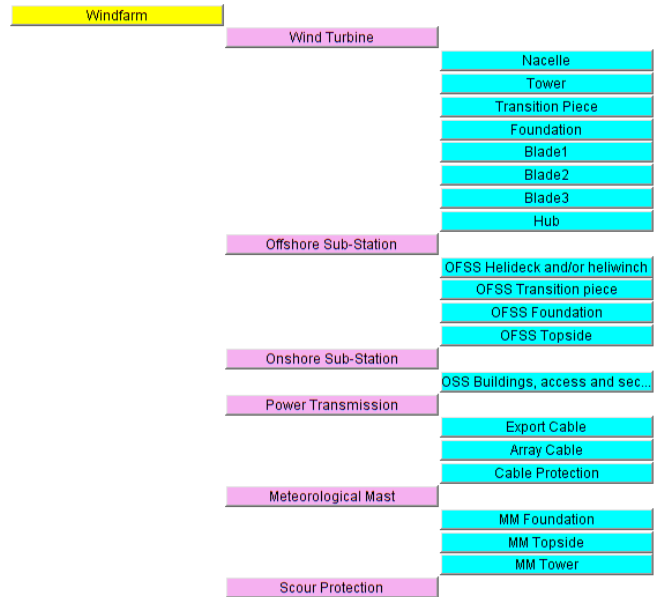 Windfarm
Wind Turbine
Nacelle
Tower
Transition Piece
Foundation
Blade1
Blade2
Blade3
Hub
Offshore Sub-Station
OFSS Helideck and/or heliwinch
OFSS Transition piece
OFSS Foundation
OFSS Topside
Onshore Sub-Station
OSS Buildings, access and sec...
Power Transmission
Export Cable
Array Cable
Cable Protection
Meteorological Mast
MM Foundation
MM Topside
MM Tower
Scour Protection